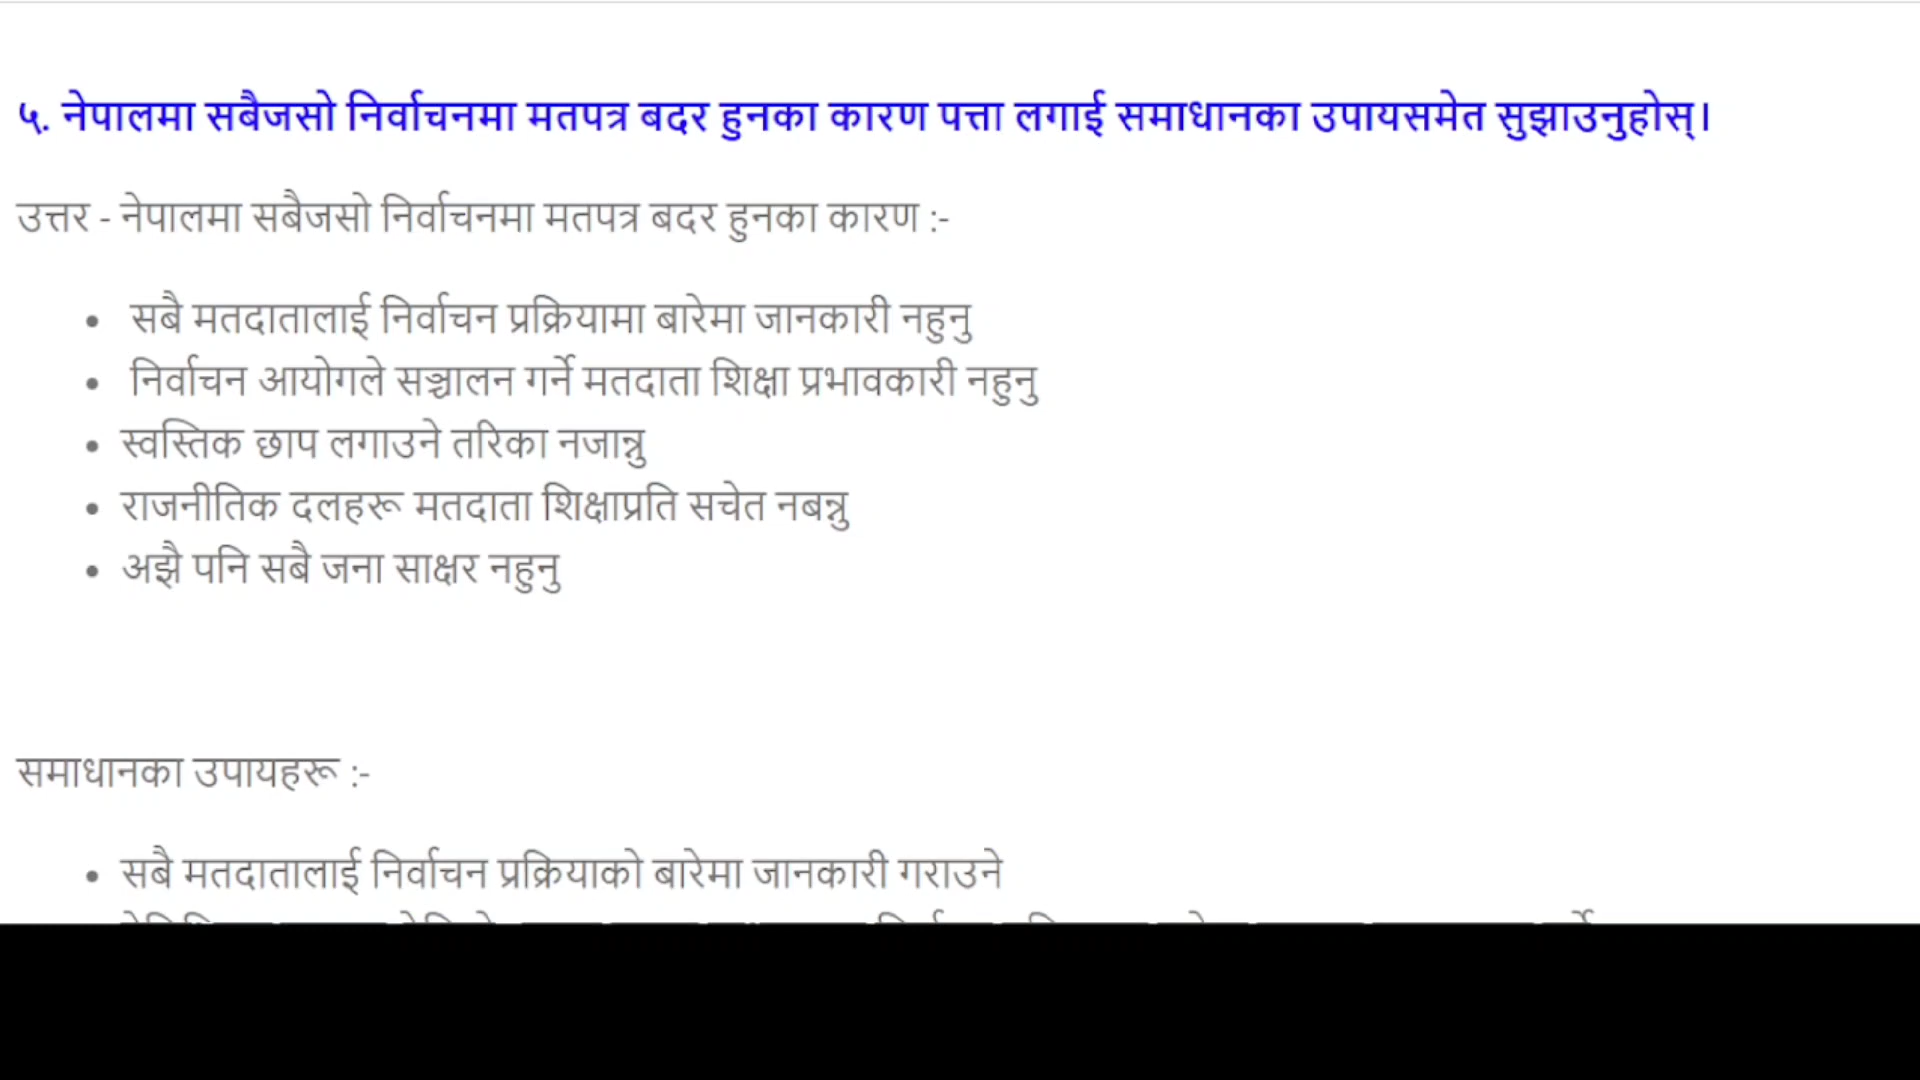 ५. नेपालमा सबैजसो निर्वाचनमा मतपत्र बदर हुनका कारण पत्ता लगाई समाधानका उपायसमेत सुझाउनुहोस्।
उत्तर - नेपालमा सबैजसो निर्वाचनमा मतपत्र बदर हुनका कारण :-
• सबै मतदातालाई निर्वाचन प्रक्रियामा बारेमा जानकारी नहुनु
• निर्वाचन आयोगले सञ्चालन गर्ने मतदाता शिक्षा प्रभावकारी नहुनु
• स्वस्तिक छाप लगाउने तरिका नजान्नु
• राजनीतिक दलहरू मतदाता शिक्षाप्रति सचेत नबन्नु
• अझै पनि सबै जना साक्षर नहुनु
समाधानका उपायहरू :-
• सबै मतदातालाई निर्वाचन प्रक्रियाको बारेमा जानकारी गराउने